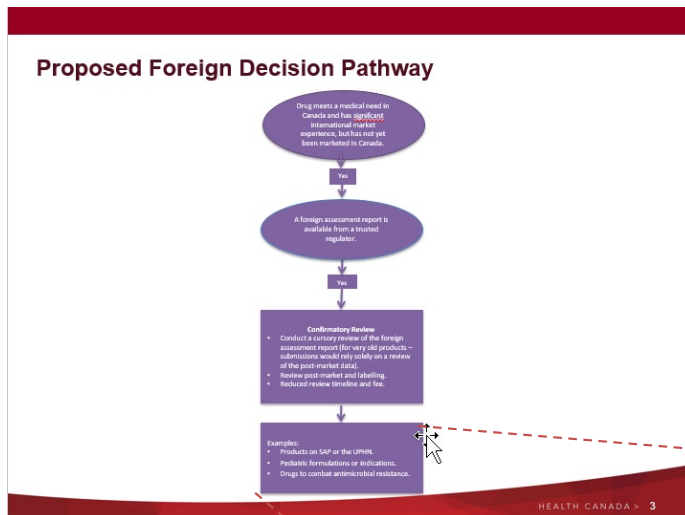 Proposed Foreign Decision Pathway
Drug meets a medical need in
Canada and has signifcant
international market
experience, but has not yet
been marketed in Canada.
Yes
A foreign assessment report is
available from a trusted
regulator.
Yes
Confirmatory Review
• Conduct a cursory review of the foreign
assessment report (for very old products –
submissions would rely solely on a review
of the post-market data).
• Review post-market and labelling.
• Reduced review timeline and fee.
Examples:
• Products on SAP or the UPHN.
• Pediatric formulations or indications.
• Drugs to combat antimicrobial resistance.
HEALTH CANADA > 3